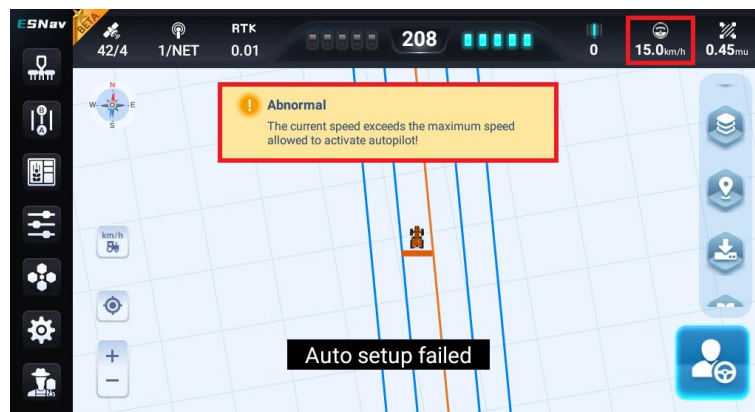 ESNav
BETA
42/4
1/NET
RTK
0.01
208
0
15.0km/h
0.45mu
N
W E
S
Abnormal
The current speed exceeds the maximum speed
allowed to activate autopilot!
B
A
km/h
+
−
Auto setup failed